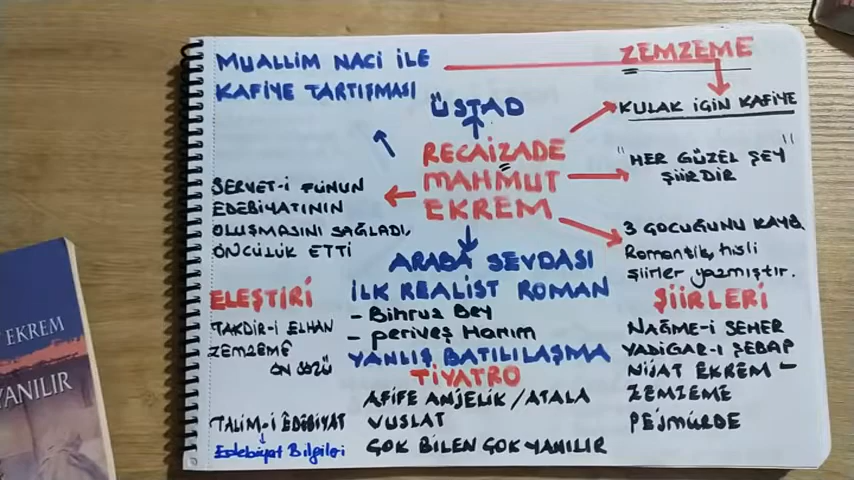 MUALLİM NACİ İLE
KAFİYE TARTIŞMASI
ZEMZEME
ÜSTAD
KULAK İÇİN KAFİYE
RECAİZADE
MAHMUT
EKREM
"HER GÜZEL ŞEY"
ŞİİRDİR
SERVET-İ FÜNUN
EDEBİYATININ
OLUŞMASINI SAĞLADI,
ÖNCÜLÜK ETTİ
3 ÇOCUĞUNU KAYB
Romantik, hisli
şiirler yazmıştır.
ARABA SEVDASI
İLK REALİST ROMAN
- Bihruz Bey
- periveş Hanım
YANLIŞ BATILILAŞMA
ELEŞTİRİ
TAKDİR-İ ELHAN
ZEMZEME
ÖN SÖZÜ
TALİM-İ EDEBİYAT
Edebiyat Bilgileri
TİYATRO
AFİFE ANJELİK / ATALA
VUSLAT
ÇOK BİLEN ÇOK YANILIR
ŞİİRLERİ
NAĞME-İ SEHER
YADİGAR-I ŞEBAP
NİJAT EKREM -
ZEMZEME
PEJMÜRDE
EKREM
YANILIR